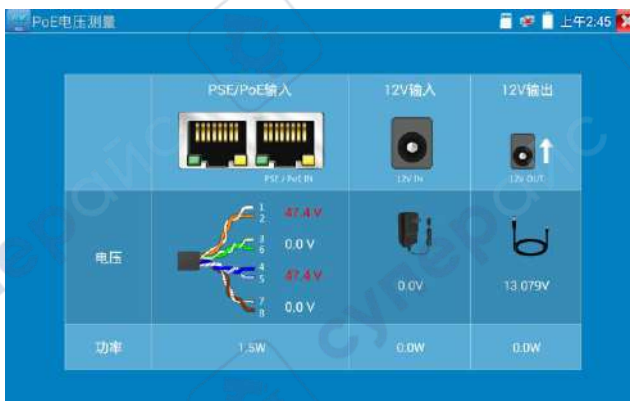 PoE电压测量
上午2:45
PSE/PoE输入 12V输入 12V输出
PSE / PoE IN 12V IN 12V OUT
1 47.4 V
2
3 0.0 V
6
电压
4 47.4 V
5
0.0V 13.079V
7 0.0 V
8
功率 1.5W 0.0W 0.0W